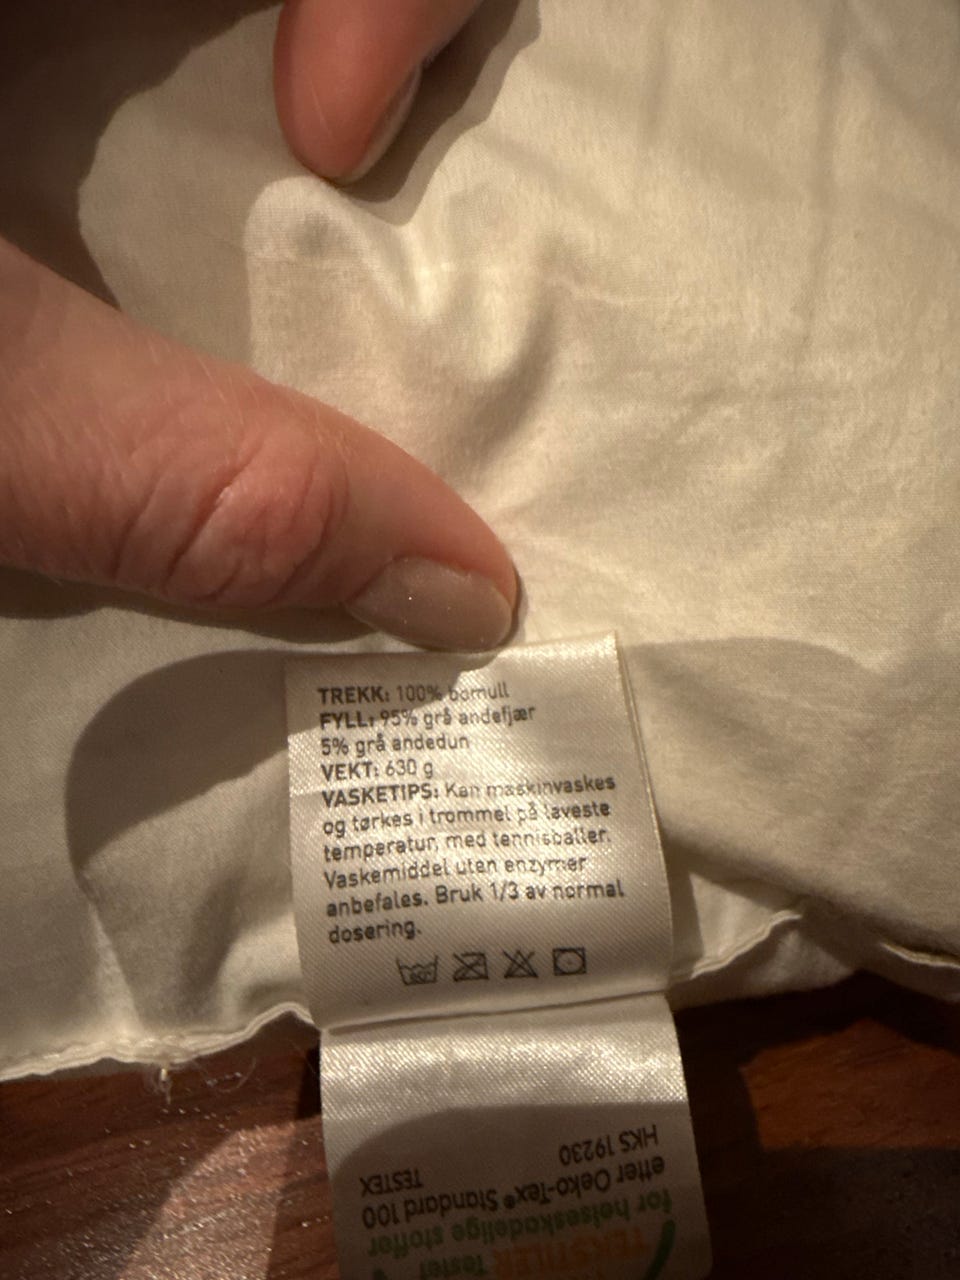 TREKK: 100% bomull
FYLL: 95% grå andefjær
5% grå andedun
VEKT: 630 g
VASKETIPS: Kan maskinvaskes
og tørkes i trommel på laveste
temperatur, med tennisballer.
Vaskemiddel uten enzymer
anbefales. Bruk 1/3 av normal
dosering.
TEKSTILER
Testet
for helseskadelige stoffer
etter Oeko-Tex® Standard 100
HKS 19230
TESTEX